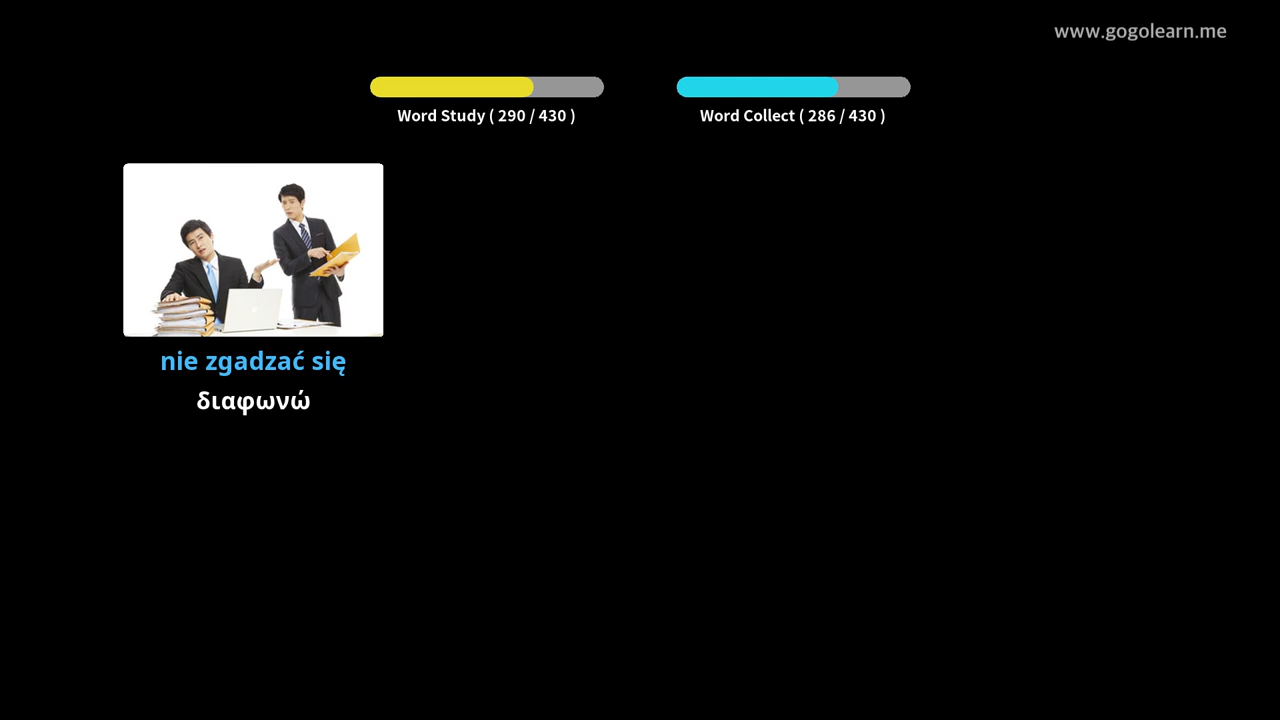 www.gogolearn.me
Word Study ( 290 / 430 )
Word Collect ( 286 / 430 )
nie zgadzać się
διαφωνώ